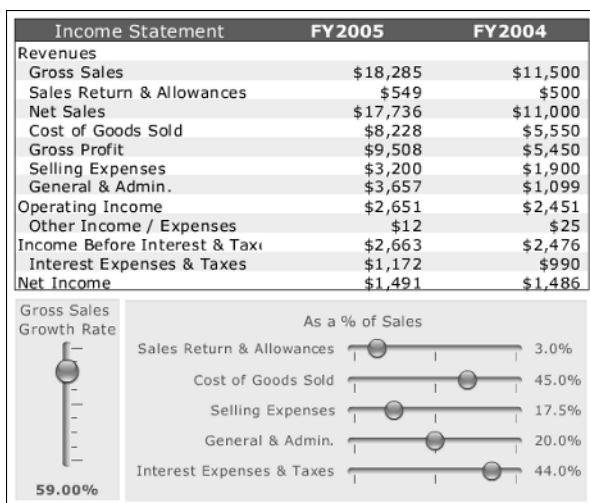 Income Statement FY2005 FY2004
Revenues
Gross Sales $18,285 $11,500
Sales Return & Allowances $549 $500
Net Sales $17,736 $11,000
Cost of Goods Sold $8,228 $5,550
Gross Profit $9,508 $5,450
Selling Expenses $3,200 $1,900
General & Admin. $3,657 $1,099
Operating Income $2,651 $2,451
Other Income / Expenses $12 $25
Income Before Interest & Tax $2,663 $2,476
Interest Expenses & Taxes $1,172 $990
Net Income $1,491 $1,486
Gross Sales
Growth Rate
59.00%
As a % of Sales
Sales Return & Allowances 3.0%
Cost of Goods Sold 45.0%
Selling Expenses 17.5%
General & Admin. 20.0%
Interest Expenses & Taxes 44.0%